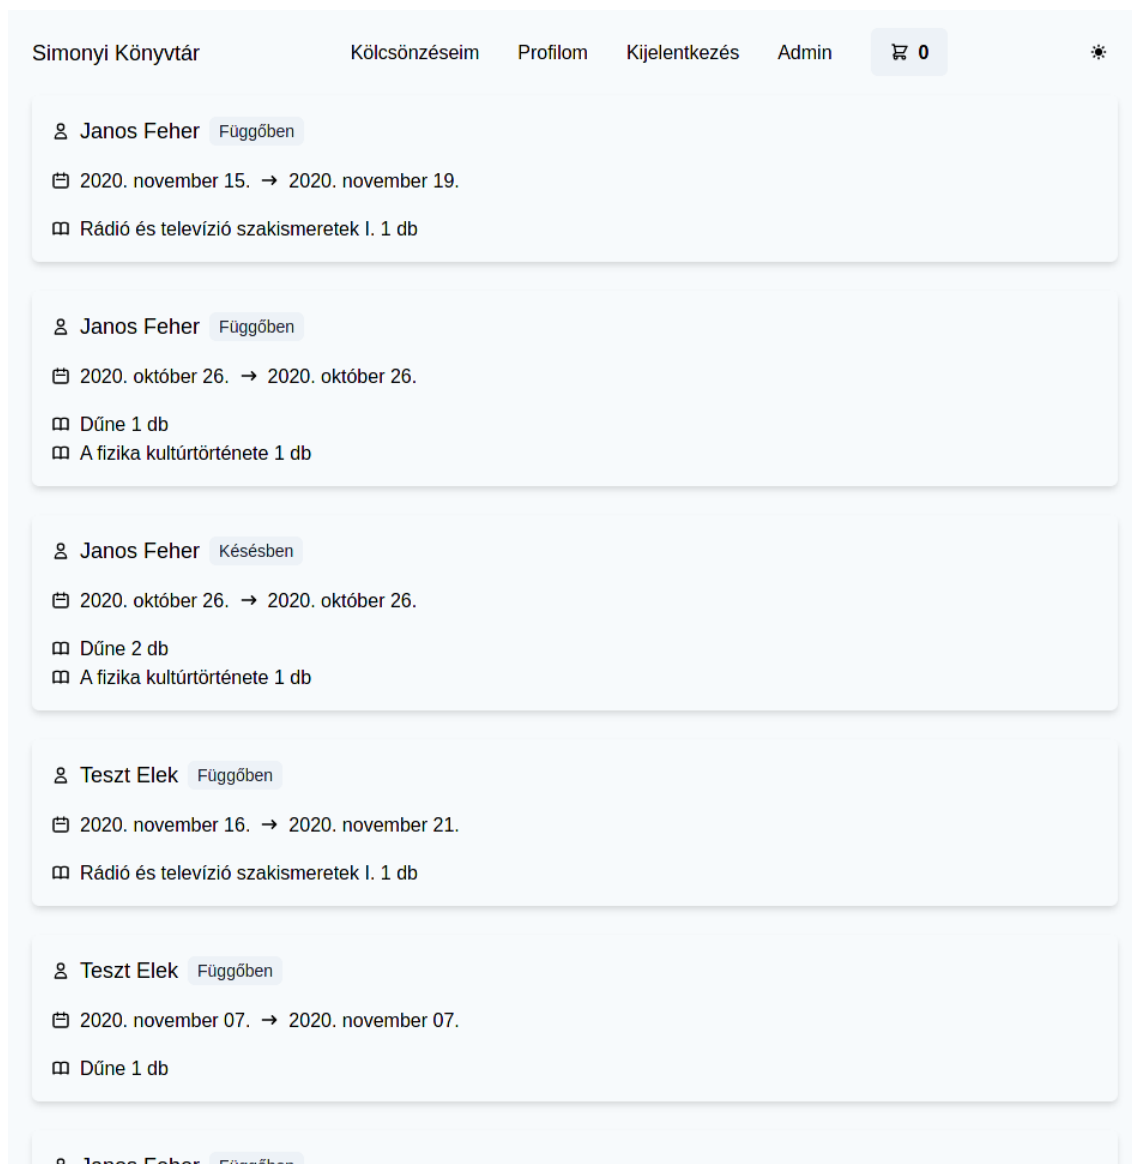 Simonyi Könyvtár Kölcsönzéseim Profilom Kijelentkezés Admin 0
Janos Feher Függőben
2020. november 15. → 2020. november 19.
Rádió és televízió szakismeretek I. 1 db
Janos Feher Függőben
2020. október 26. → 2020. október 26.
Dűne 1 db
A fizika kultúrtörténete 1 db
Janos Feher Késésben
2020. október 26. → 2020. október 26.
Dűne 2 db
A fizika kultúrtörténete 1 db
Teszt Elek Függőben
2020. november 16. → 2020. november 21.
Rádió és televízió szakismeretek I. 1 db
Teszt Elek Függőben
2020. november 07. → 2020. november 07.
Dűne 1 db
Janos Feher Függőben